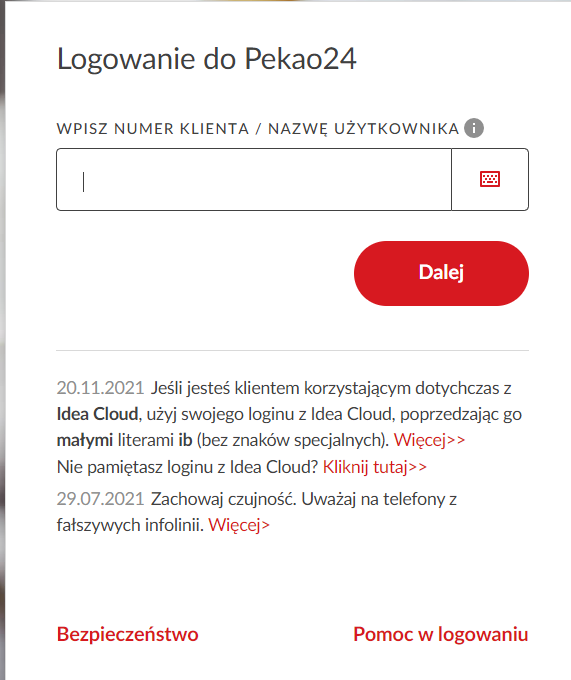 Logowanie do Pekao24
WPISZ NUMER KLIENTA / NAZWĘ UŻYTKOWNIKA i
Dalej
20.11.2021 Jeśli jesteś klientem korzystającym dotychczas z
Idea Cloud, użyj swojego loginu z Idea Cloud, poprzedzając go
małymi literami ib (bez znaków specjalnych). Więcej>>
Nie pamiętasz loginu z Idea Cloud? Kliknij tutaj>>
29.07.2021 Zachowaj czujność. Uważaj na telefony z
fałszywych infolinii. Więcej>
Bezpieczeństwo Pomoc w logowaniu